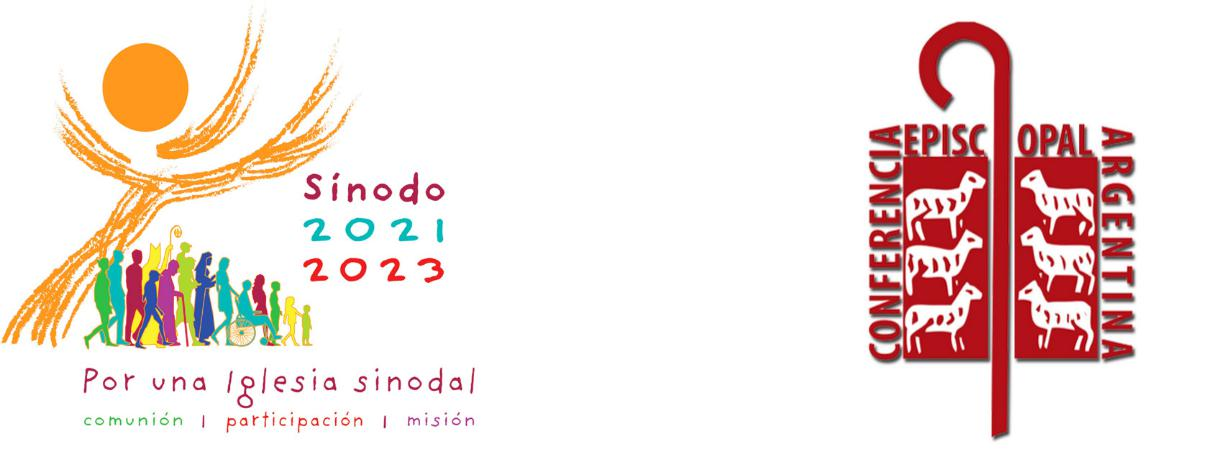 Sínodo
2021
2023
Por una Iglesia sinodal
comunión | participación | misión
CONFERENCIA
EPISCOPAL
ARGENTINA